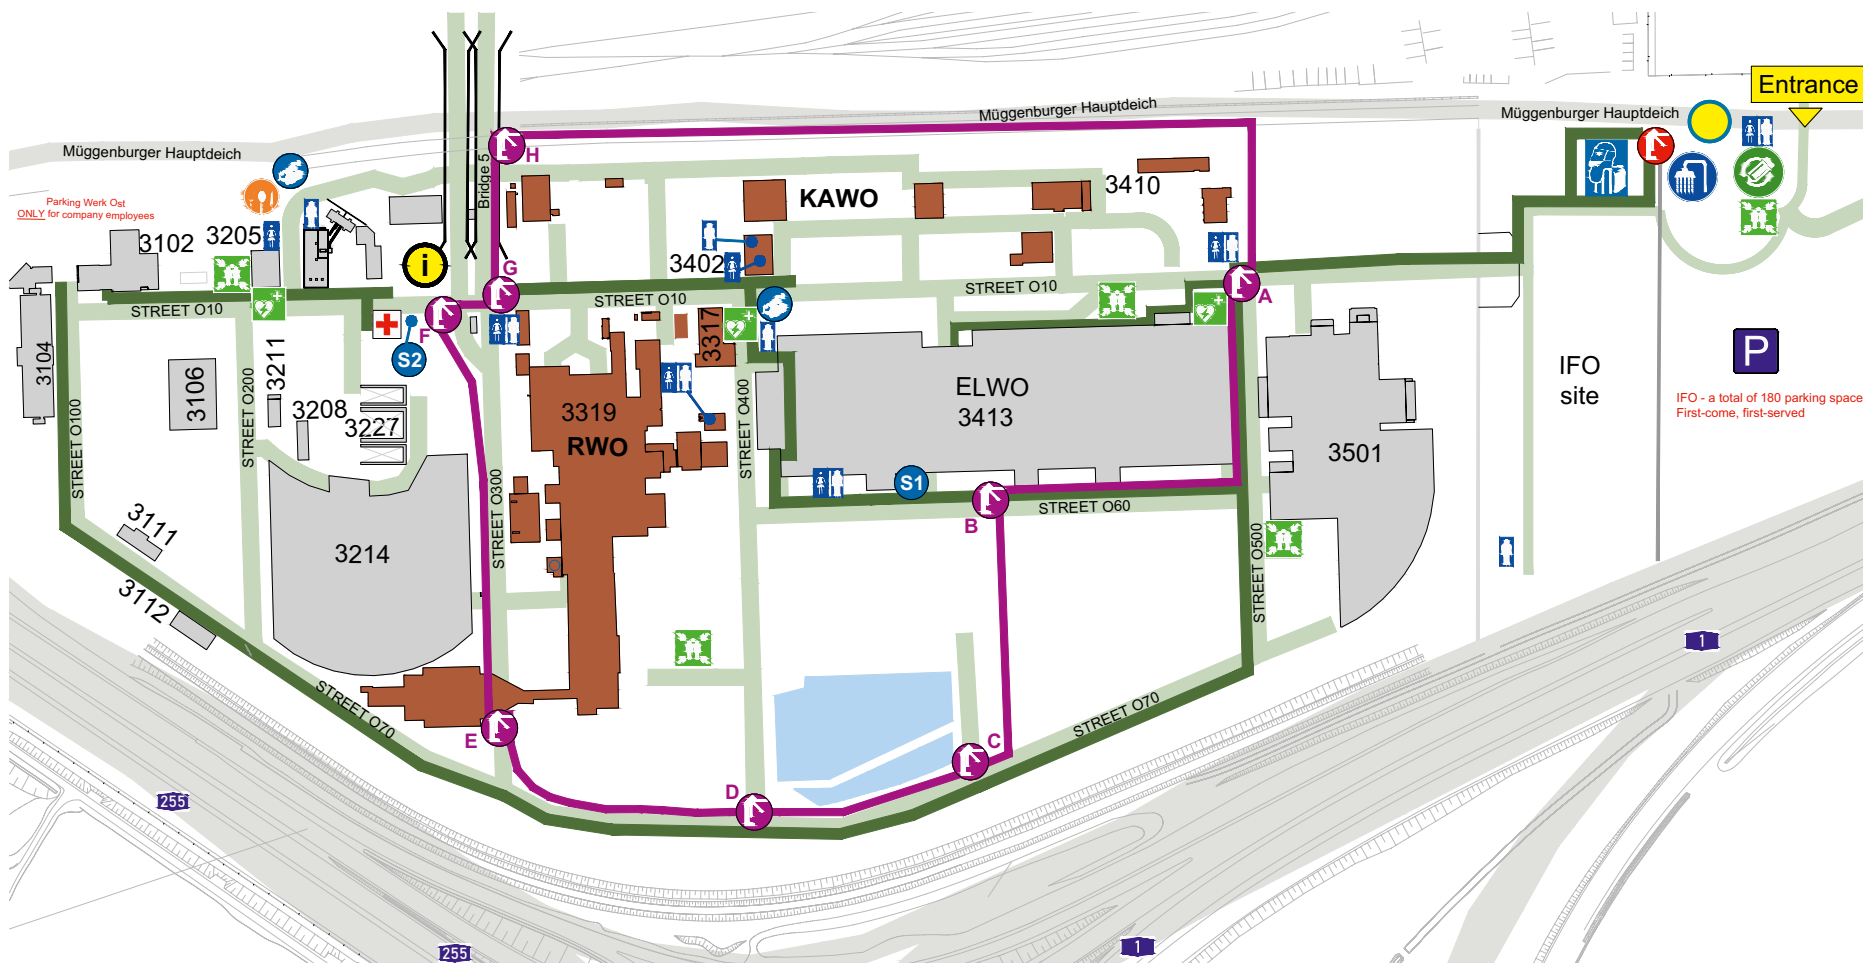 Entrance
Müggenburger Hauptdeich
Müggenburger Hauptdeich
Müggenburger Hauptdeich
H
Bridge 5
Parking Werk Ost
ONLY for company employees
3102
3205
KAWO
3410
3402
i
G
A
STREET O10
STREET O10
STREET O10
F
S2
3317
3104
3106
3211
3208
3227
STREET O100
STREET O200
STREET O300
STREET O400
STREET O500
3319
RWO
ELWO
3413
3501
IFO
site
P
IFO - a total of 180 parking space
First-come, first-served
S1
B
STREET O60
3111
3112
3214
STREET O70
STREET O70
E
D
C
1
255
255
1